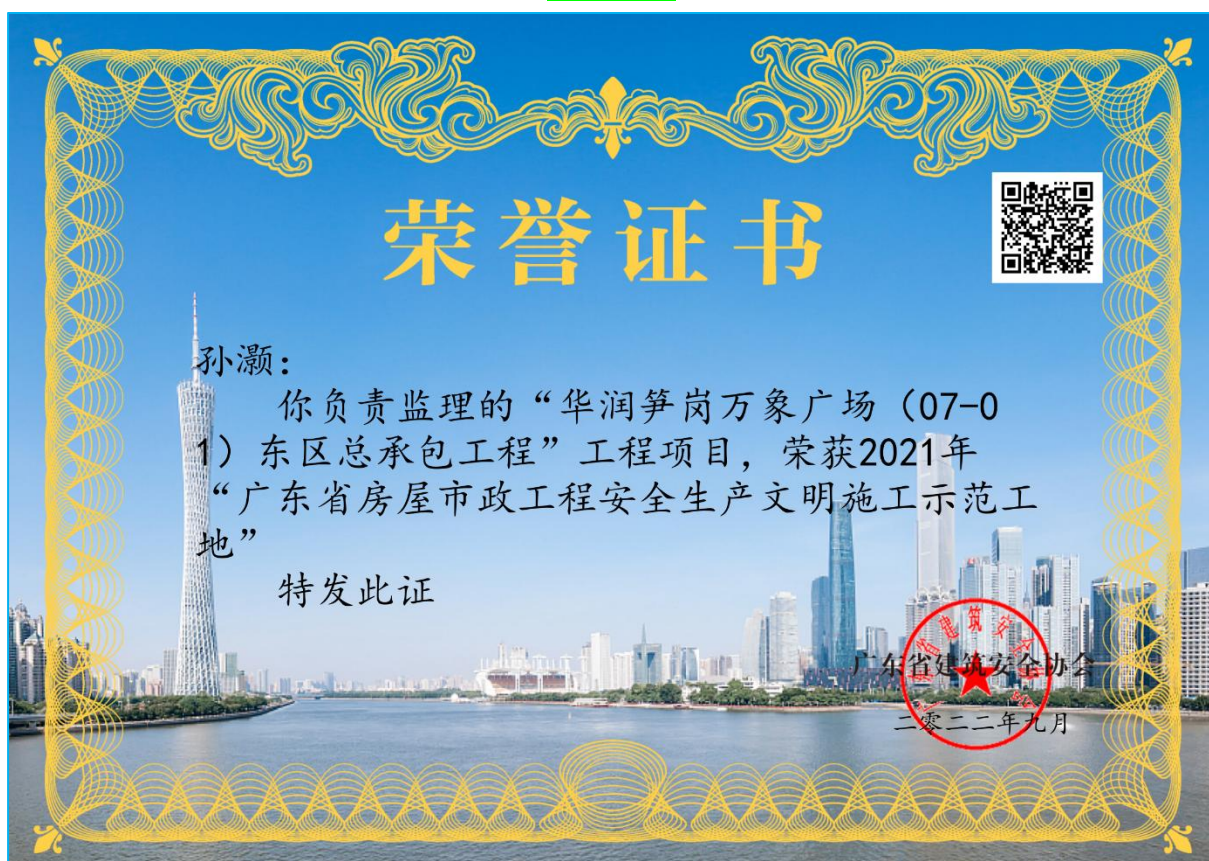 荣誉证书
孙灏：
你负责监理的“华润笋岗万象广场（07-0
1）东区总承包工程”工程项目，荣获2021年
“广东省房屋市政工程安全生产文明施工示范工
地”
特发此证
广东省建筑安全协会
二零二二年九月